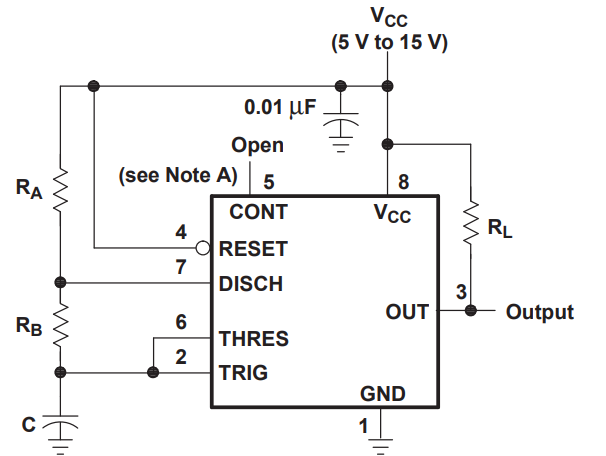 VCC
(5 V to 15 V)
0.01 μF
Open
(see Note A)
5
8
CONT
VCC
RA
RL
4
RESET
7
DISCH
3
OUT
Output
RB
6
THRES
2
TRIG
GND
C
1